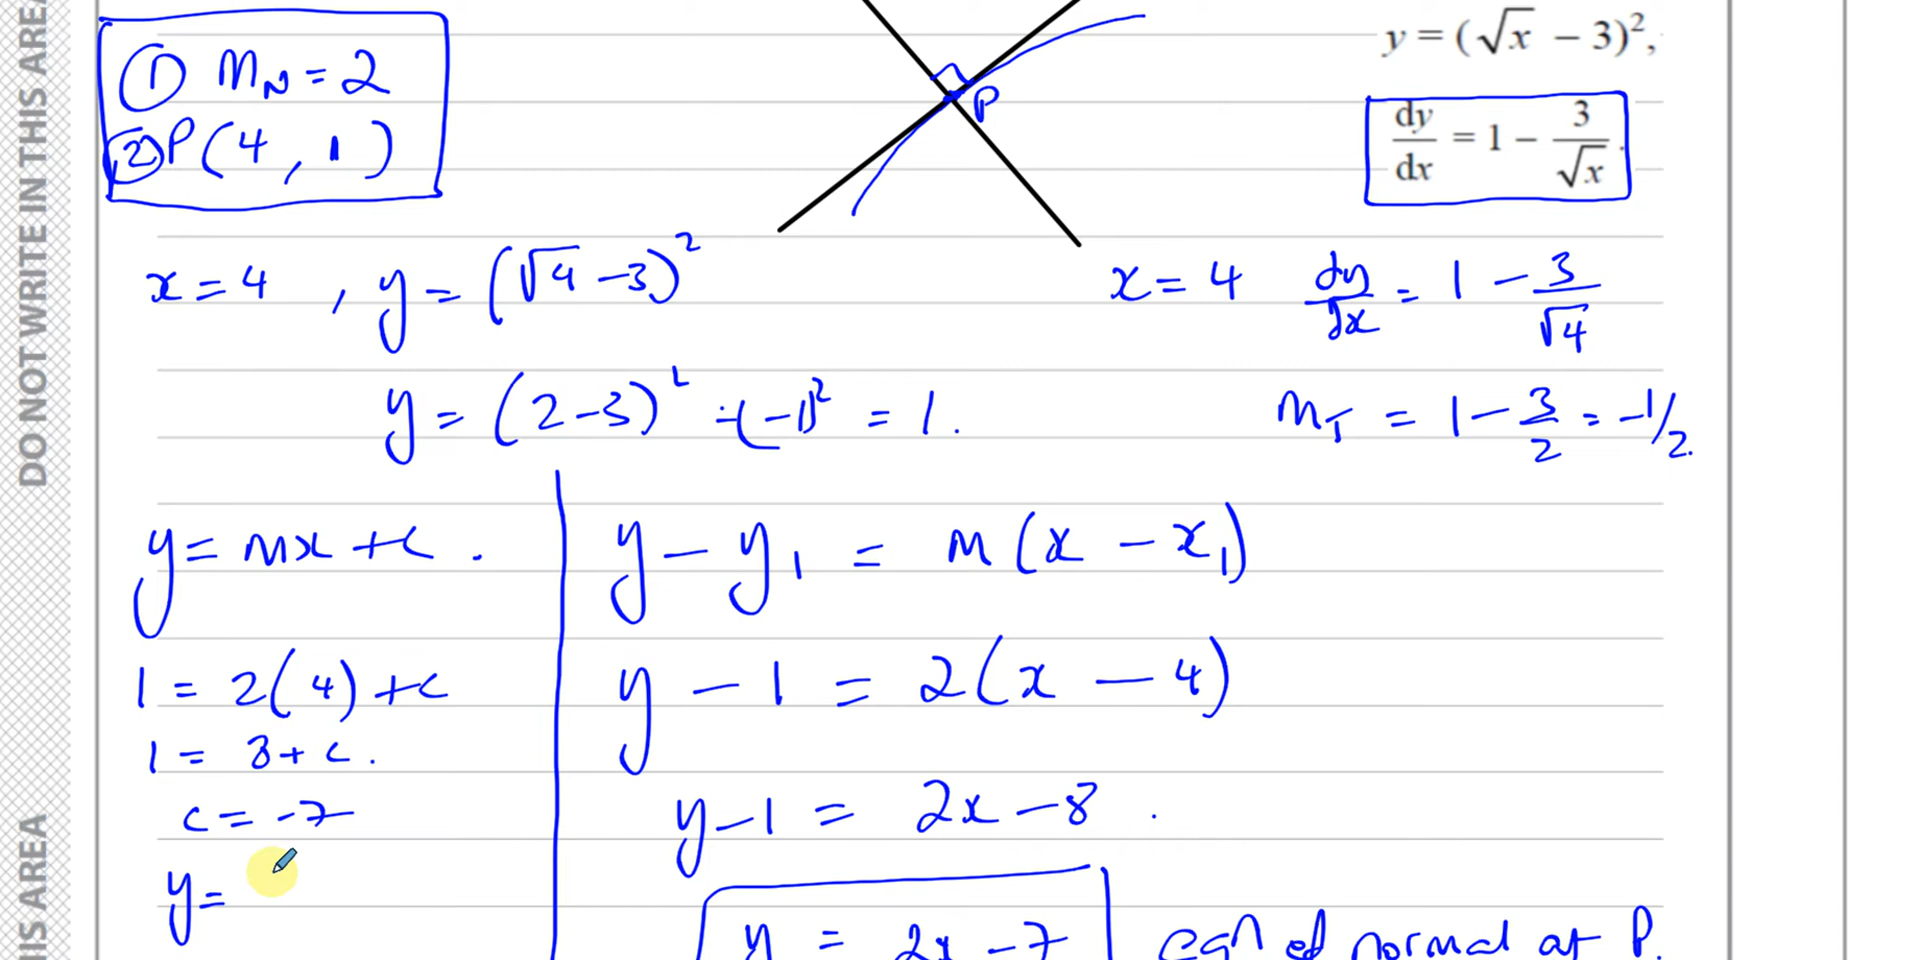 DO NOT WRITE IN THIS AREA
① M_N = 2
② P(4, 1)
P
y = (√x − 3)²,
dy/dx = 1 − 3/√x.
x = 4 , y = (√4 − 3)²
x = 4 dy/dx = 1 − 3/√4
y = (2 − 3)² = (−1)² = 1.
m_T = 1 − 3/2 = −1/2.
y = mx + c.
1 = 2(4) + c
1 = 8 + c.
c = −7
y =
y − y₁ = m(x − x₁)
y − 1 = 2(x − 4)
y − 1 = 2x − 8.
y = 2x − 7 eqn of normal at P.
HIS AREA